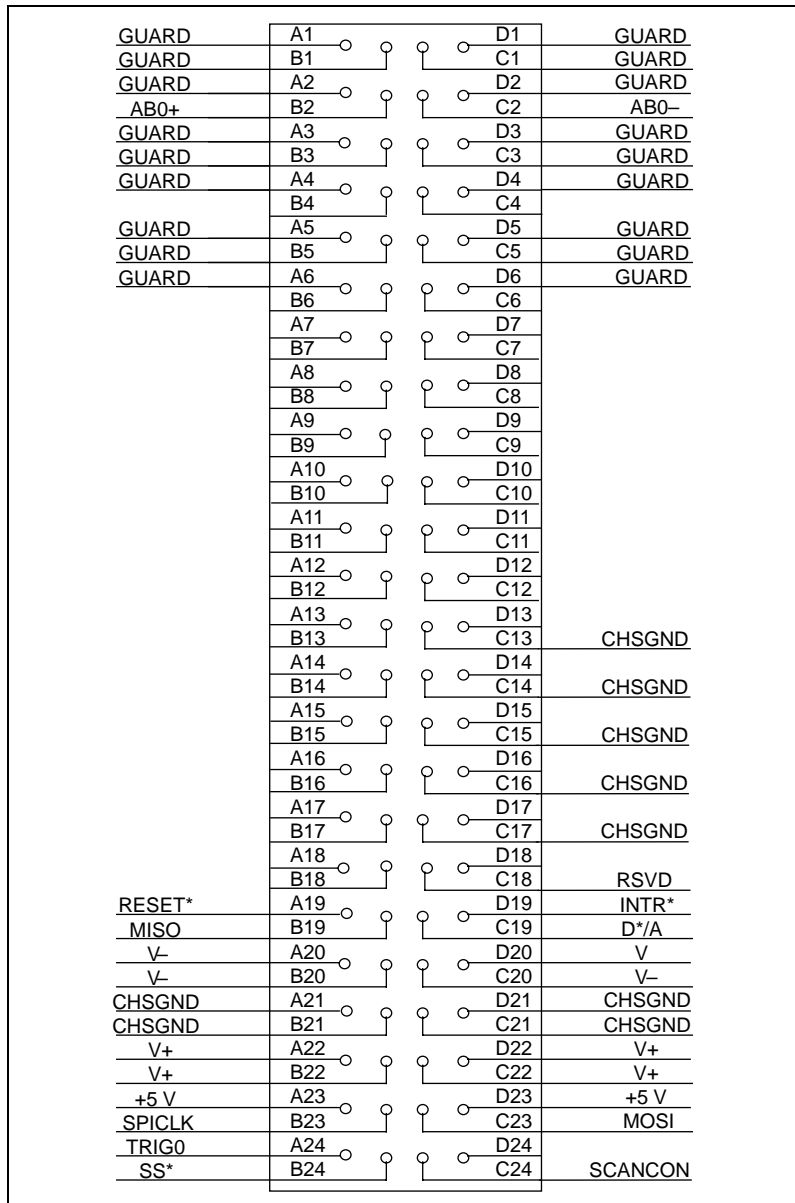 GUARD A1 D1 GUARD
GUARD B1 C1 GUARD
GUARD A2 D2 GUARD
AB0+ B2 C2 AB0–
GUARD A3 D3 GUARD
GUARD B3 C3 GUARD
GUARD A4 D4 GUARD
B4 C4
GUARD A5 D5 GUARD
GUARD B5 C5 GUARD
GUARD A6 D6 GUARD
B6 C6
A7 D7
B7 C7
A8 D8
B8 C8
A9 D9
B9 C9
A10 D10
B10 C10
A11 D11
B11 C11
A12 D12
B12 C12
A13 D13
B13 C13 CHSGND
A14 D14
B14 C14 CHSGND
A15 D15
B15 C15 CHSGND
A16 D16
B16 C16 CHSGND
A17 D17
B17 C17 CHSGND
A18 D18
B18 C18 RSVD
RESET* A19 D19 INTR*
MISO B19 C19 D*/A
V– A20 D20 V
V– B20 C20 V–
CHSGND A21 D21 CHSGND
CHSGND B21 C21 CHSGND
V+ A22 D22 V+
V+ B22 C22 V+
+5 V A23 D23 +5 V
SPICLK B23 C23 MOSI
TRIG0 A24 D24
SS* B24 C24 SCANCON